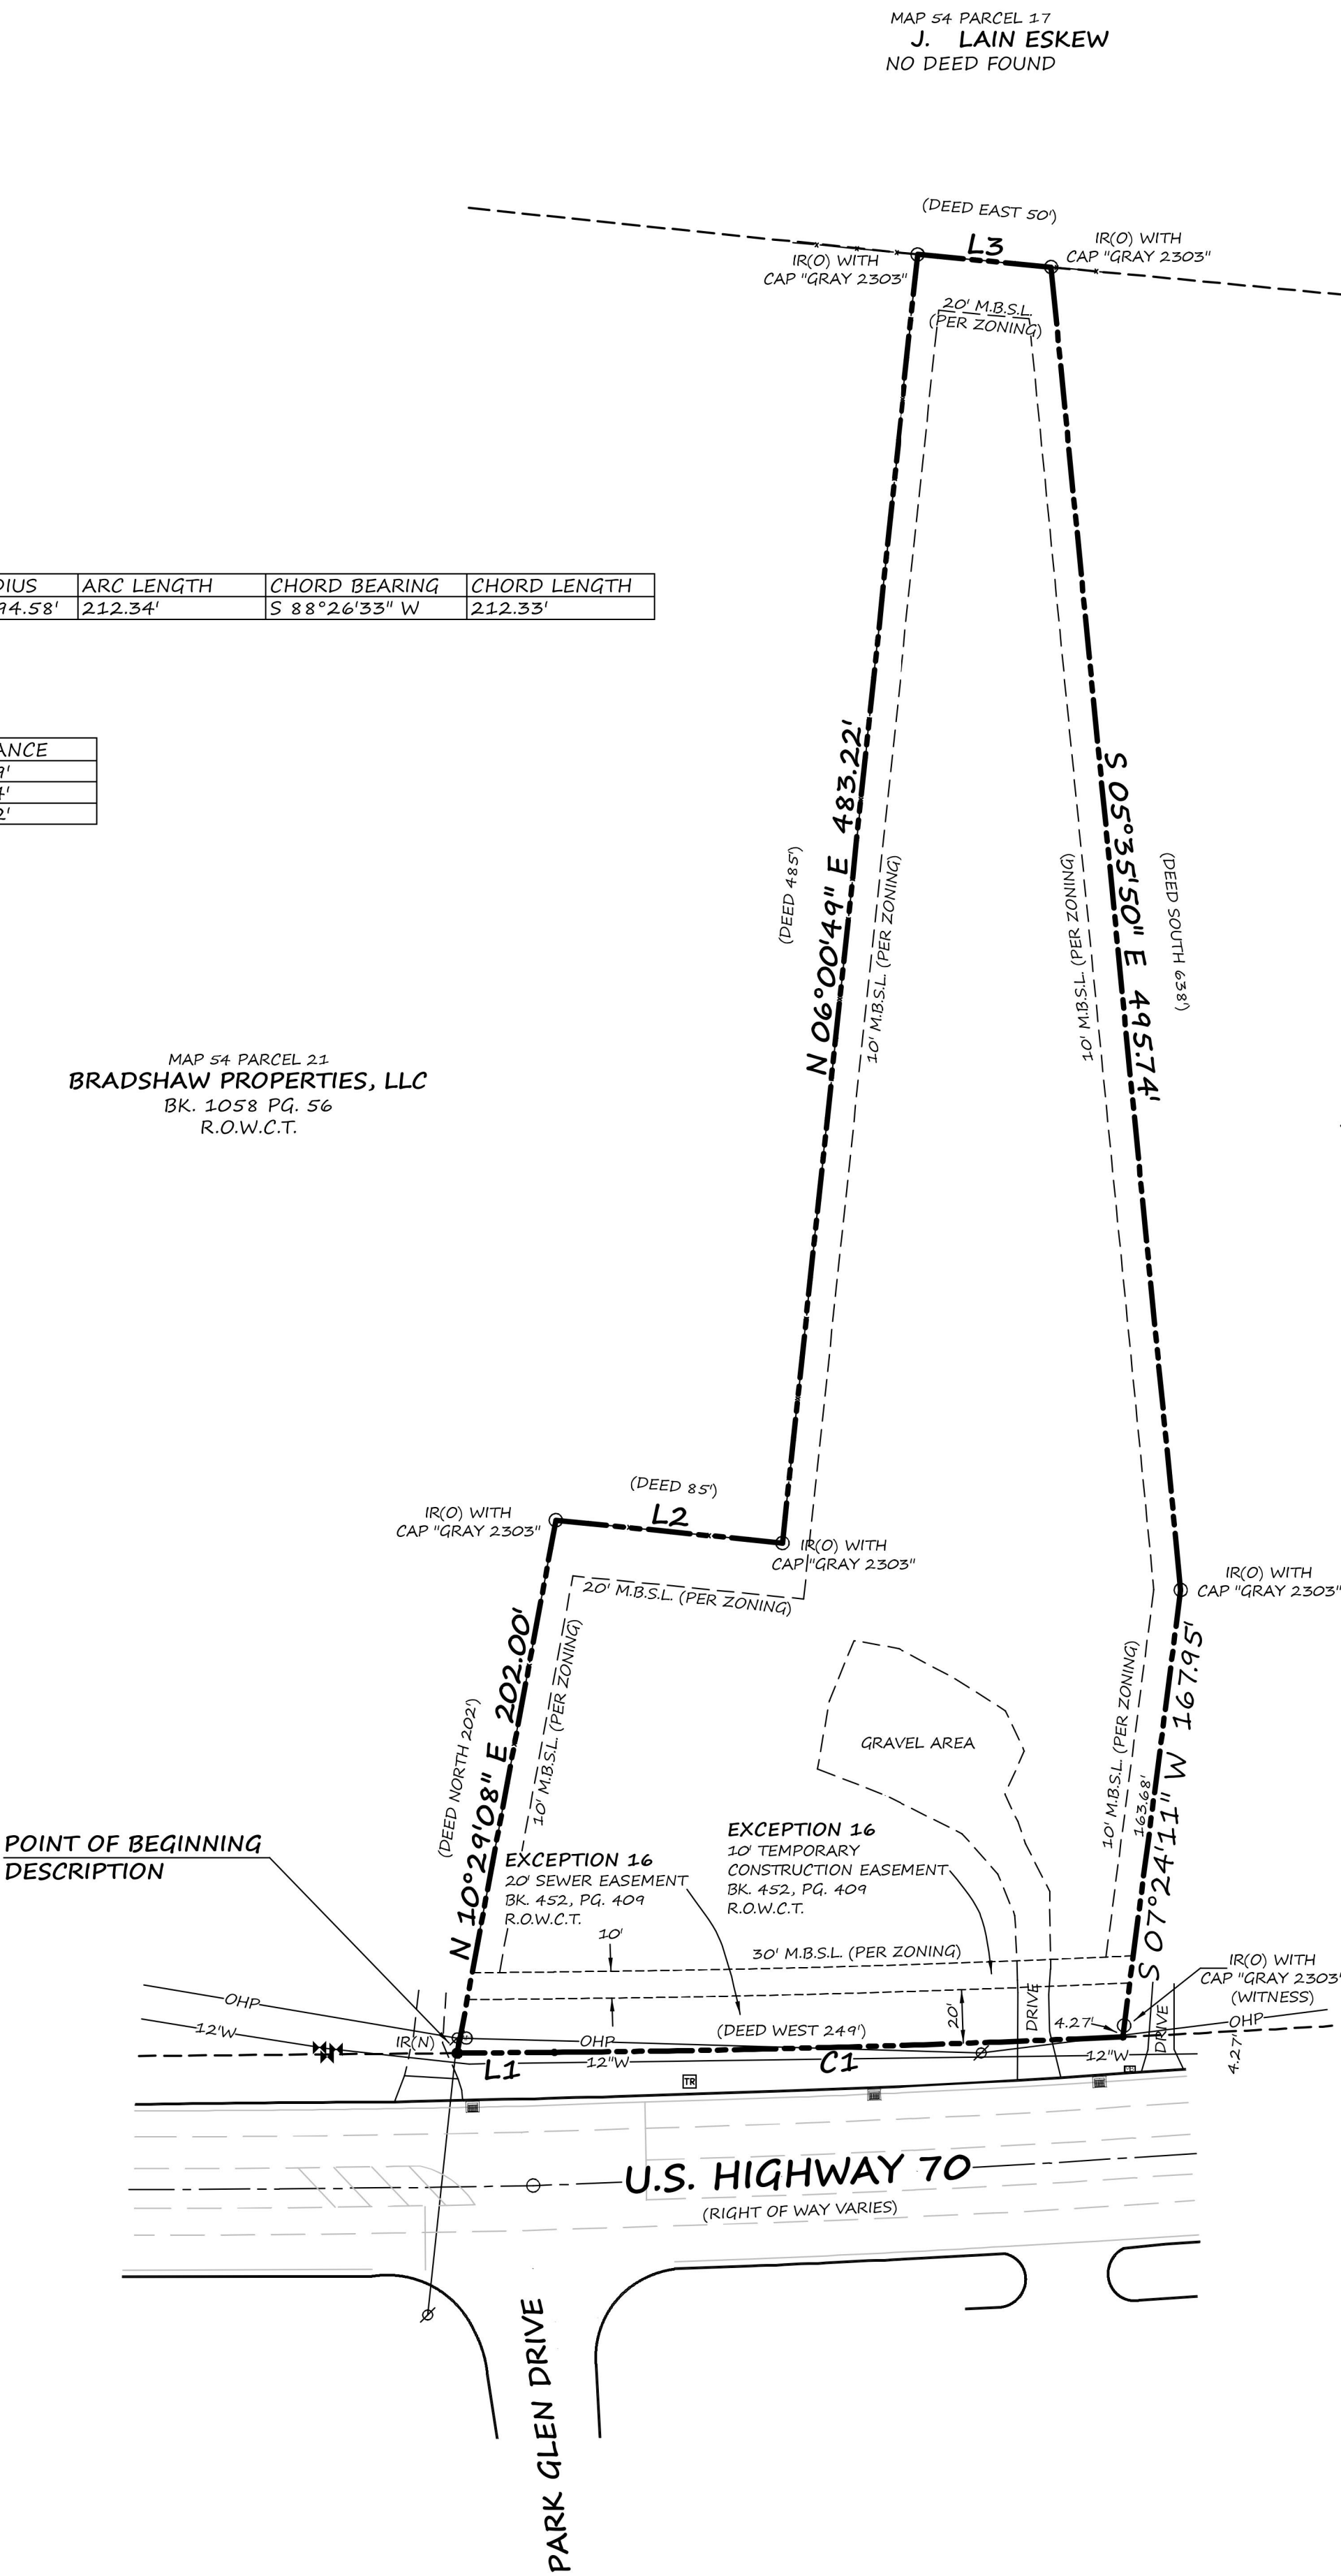 MAP 54 PARCEL 17
J. LAIN ESKEW
NO DEED FOUND
(DEED EAST 50')
L3
IR(O) WITH
CAP "GRAY 2303"
IR(O) WITH
CAP "GRAY 2303"
20' M.B.S.L.
(PER ZONING)
DIUS ARC LENGTH CHORD BEARING CHORD LENGTH
94.58' 212.34' S 88°26'33" W 212.33'
ANCE
9'
4'
2'
N 06°00'49" E 483.22'
(DEED 485')
10' M.B.S.L. (PER ZONING)
10' M.B.S.L. (PER ZONING)
S 05°35'50" E 495.74'
(DEED SOUTH 638')
MAP 54 PARCEL 21
BRADSHAW PROPERTIES, LLC
BK. 1058 PG. 56
R.O.W.C.T.
(DEED 85')
L2
IR(O) WITH
CAP "GRAY 2303"
IR(O) WITH
CAP "GRAY 2303"
20' M.B.S.L. (PER ZONING)
IR(O) WITH
CAP "GRAY 2303"
N 10°29'08" E 202.00'
(DEED NORTH 202')
10' M.B.S.L. (PER ZONING)
GRAVEL AREA
10' M.B.S.L. (PER ZONING)
163.68'
S 07°24'11" W 167.95'
POINT OF BEGINNING
DESCRIPTION
EXCEPTION 16
20' SEWER EASEMENT
BK. 452, PG. 409
R.O.W.C.T.
EXCEPTION 16
10' TEMPORARY
CONSTRUCTION EASEMENT
BK. 452, PG. 409
R.O.W.C.T.
10'
30' M.B.S.L. (PER ZONING)
IR(O) WITH
CAP "GRAY 2303"
(WITNESS)
OHP
12"W
IR(N)
OHP
(DEED WEST 249')
20'
DRIVE
4.27'
DRIVE
OHP
4.27'
L1
12"W
C1
12"W
TR
U.S. HIGHWAY 70
(RIGHT OF WAY VARIES)
PARK GLEN DRIVE